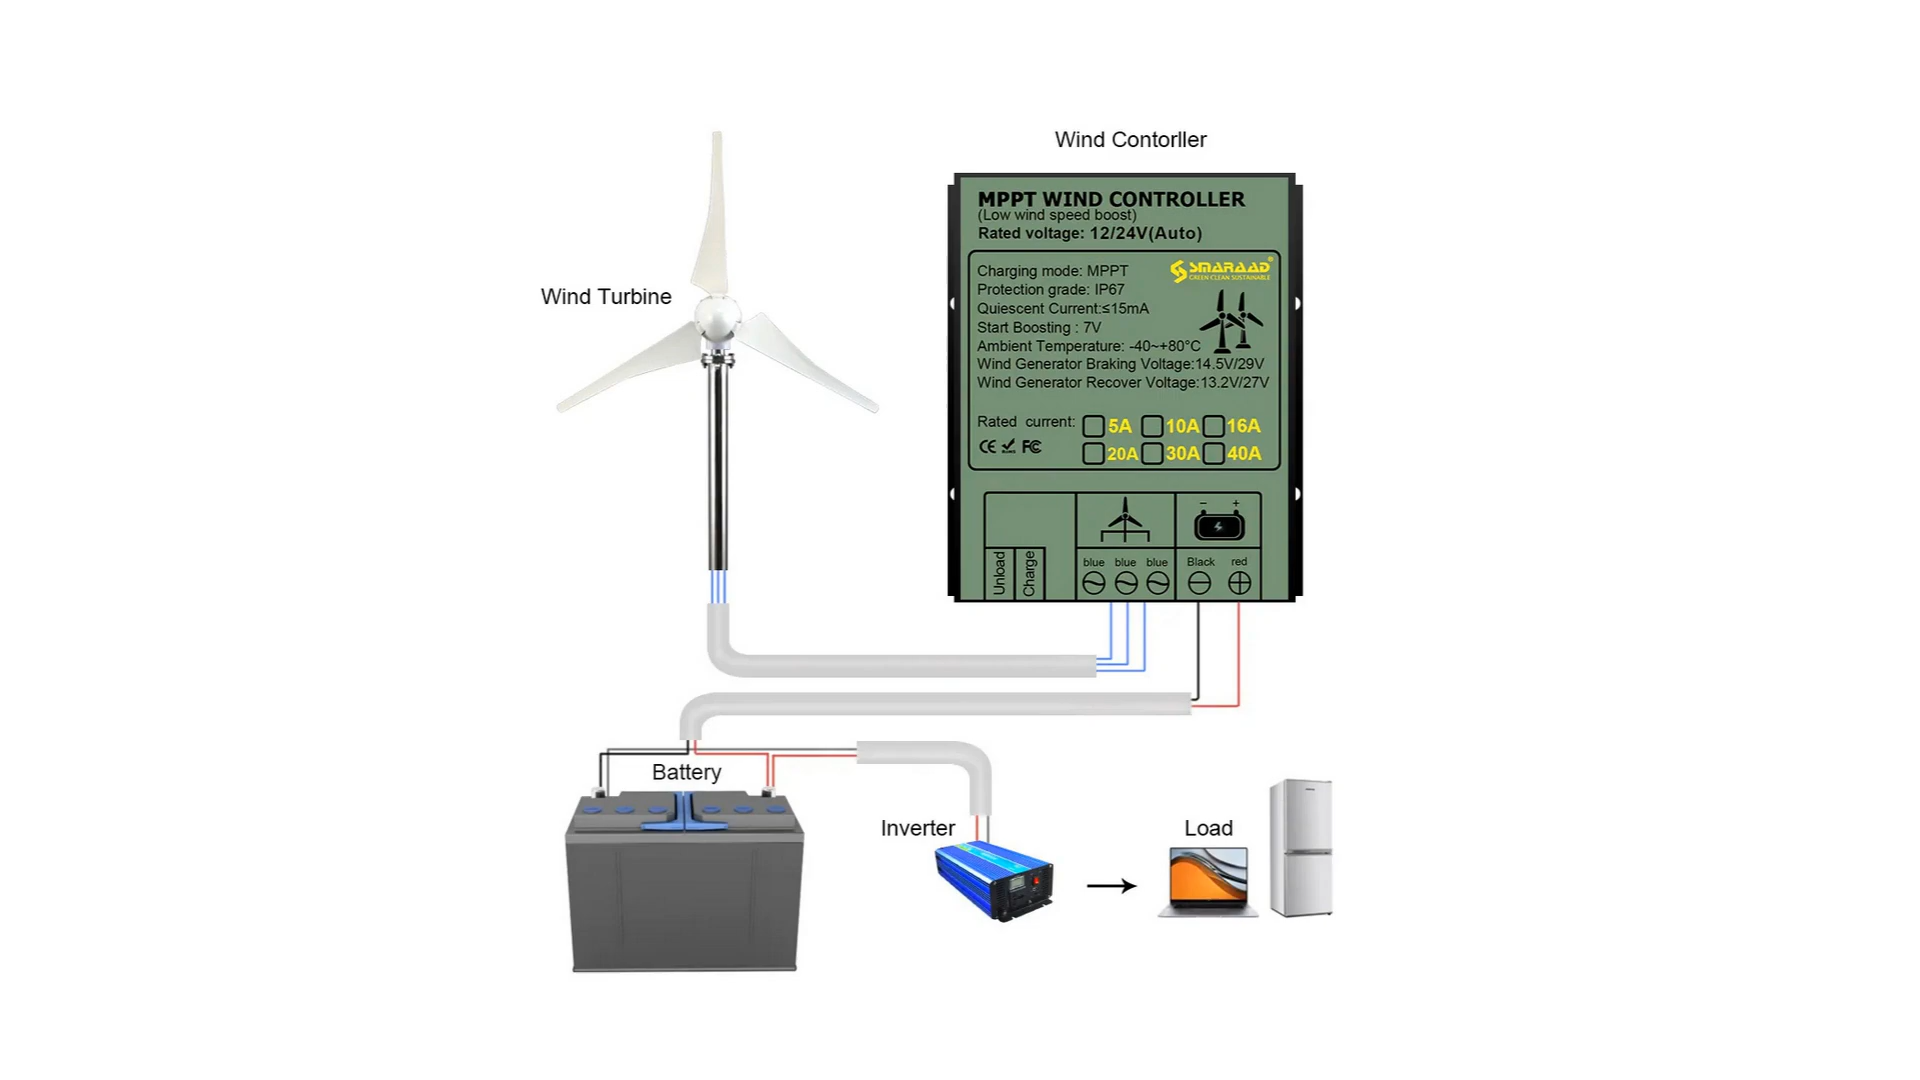 Wind Contorller
MPPT WIND CONTROLLER
(Low wind speed boost)
Rated voltage: 12/24V(Auto)
SMARAAD
GREEN CLEAN SUSTAINABLE
Charging mode: MPPT
Protection grade: IP67
Quiescent Current:≤15mA
Start Boosting : 7V
Ambient Temperature: -40~+80°C
Wind Generator Braking Voltage:14.5V/29V
Wind Generator Recover Voltage:13.2V/27V
Rated current: 5A 10A 16A
20A 30A 40A
CE FC
Unload
Charge
blue blue blue
Black red
Wind Turbine
Battery
Inverter
Load